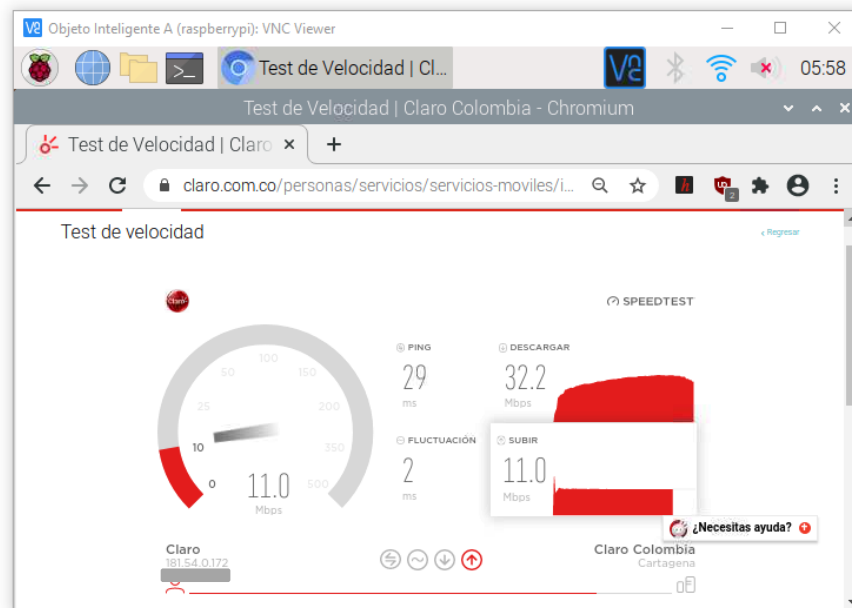 Objeto Inteligente A (raspberrypi): VNC Viewer
Test de Velocidad | Cl...
05:58
Test de Velocidad | Claro Colombia - Chromium
Test de Velocidad | Claro
claro.com.co/personas/servicios/servicios-moviles/i...
2
Test de velocidad
Regresar
Claro
SPEEDTEST
PING
DESCARGAR
29
32.2
ms
Mbps
FLUCTUACIÓN
SUBIR
2
11.0
ms
Mbps
0
10
25
50
100
150
200
350
500
11.0
Mbps
¿Necesitas ayuda?
Claro
181.54.0.172
Claro Colombia
Cartagena